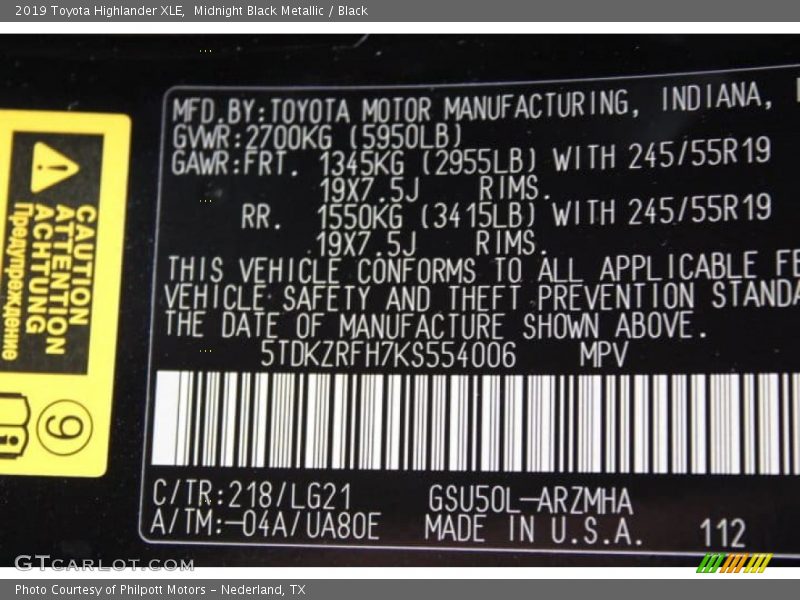 2019 Toyota Highlander XLE,  Midnight Black Metallic / Black
MFD.BY:TOYOTA MOTOR MANUFACTURING, INDIANA,
GVWR:2700KG (5950LB)
GAWR:FRT. 1345KG (2955LB) WITH 245/55R19
19X7.5J RIMS.
RR. 1550KG (3415LB) WITH 245/55R19
19X7.5J RIMS.
THIS VEHICLE CONFORMS TO ALL APPLICABLE FE
VEHICLE SAFETY AND THEFT PREVENTION STANDA
THE DATE OF MANUFACTURE SHOWN ABOVE.
5TDKZRFH7KS554006 MPV
C/TR:218/LG21 GSU50L-ARZMHA
A/TM:-04A/UA80E MADE IN U.S.A. 112
CAUTION
ATTENTION
ACHTUNG
Предупреждение
9
GTCARLOT.COM
Photo Courtesy of Philpott Motors - Nederland, TX